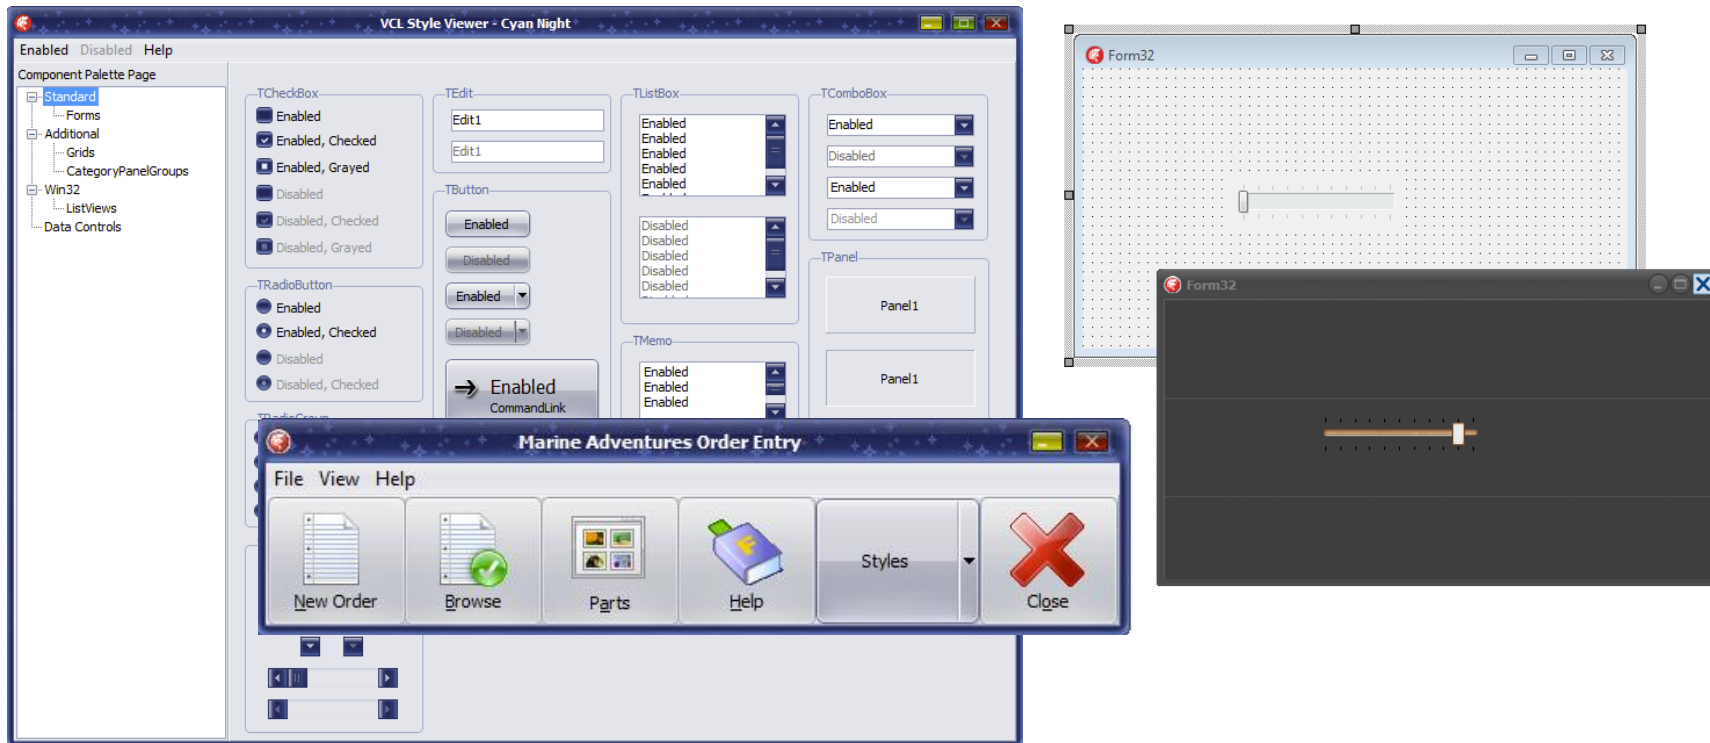 VCL Style Viewer - Cyan Night
Enabled Disabled Help
Component Palette Page
Standard
Forms
Additional
Grids
CategoryPanelGroups
Win32
ListViews
Data Controls
TCheckBox
Enabled
Enabled, Checked
Enabled, Grayed
Disabled
Disabled, Checked
Disabled, Grayed
TRadioButton
Enabled
Enabled, Checked
Disabled
Disabled, Checked
TRadioGroup
TEdit
Edit1
Edit1
TButton
Enabled
Disabled
Enabled
Disabled
Enabled
CommandLink
TListBox
Enabled
Enabled
Enabled
Enabled
Enabled
Disabled
Disabled
Disabled
Disabled
Disabled
TMemo
Enabled
Enabled
Enabled
TComboBox
Enabled
Disabled
Enabled
Disabled
TPanel
Panel1
Panel1
Marine Adventures Order Entry
File View Help
New Order
Browse
Parts
Help
Styles
Close
Form32
Form32